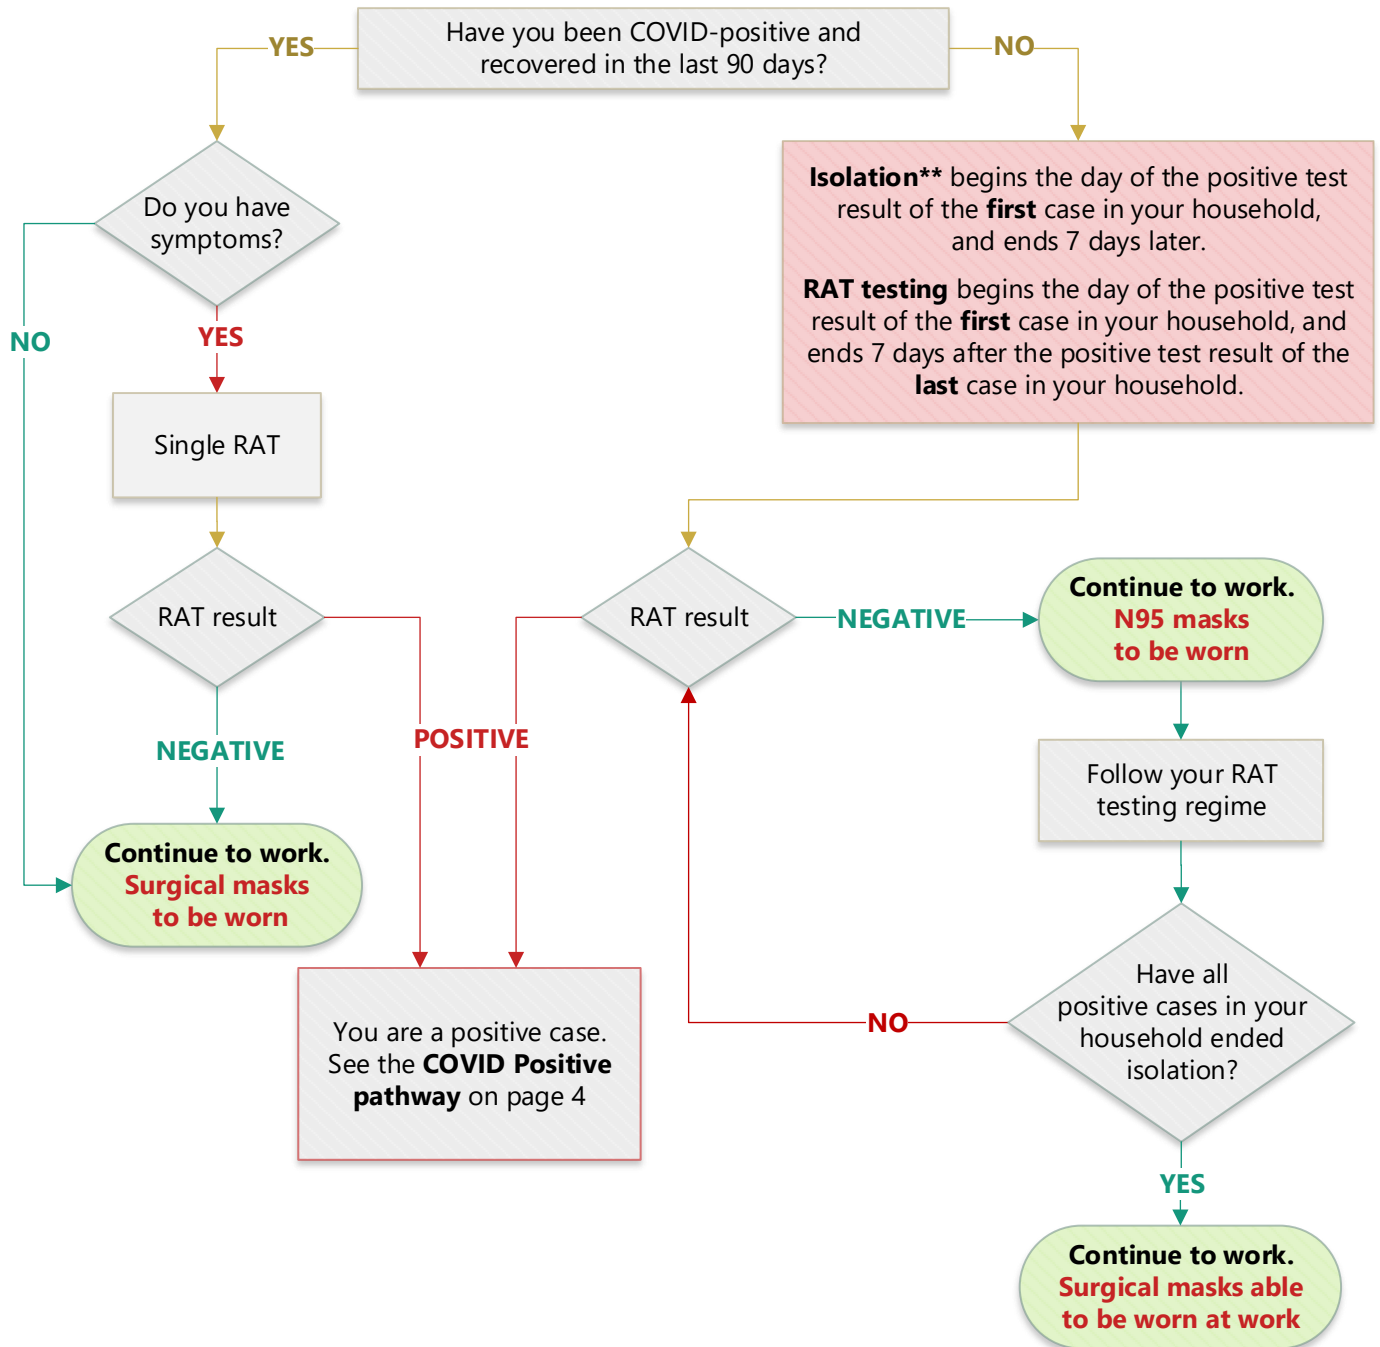 Have you been COVID-positive and
recovered in the last 90 days?
YES
NO
Do you have
symptoms?
NO
YES
Single RAT
RAT result
NEGATIVE
POSITIVE
Continue to work.
Surgical masks
to be worn
You are a positive case.
See the COVID Positive
pathway on page 4
Isolation** begins the day of the positive test
result of the first case in your household,
and ends 7 days later.
RAT testing begins the day of the positive test
result of the first case in your household, and
ends 7 days after the positive test result of the
last case in your household.
RAT result
NEGATIVE
Continue to work.
N95 masks
to be worn
Follow your RAT
testing regime
Have all
positive cases in your
household ended
isolation?
NO
YES
Continue to work.
Surgical masks able
to be worn at work